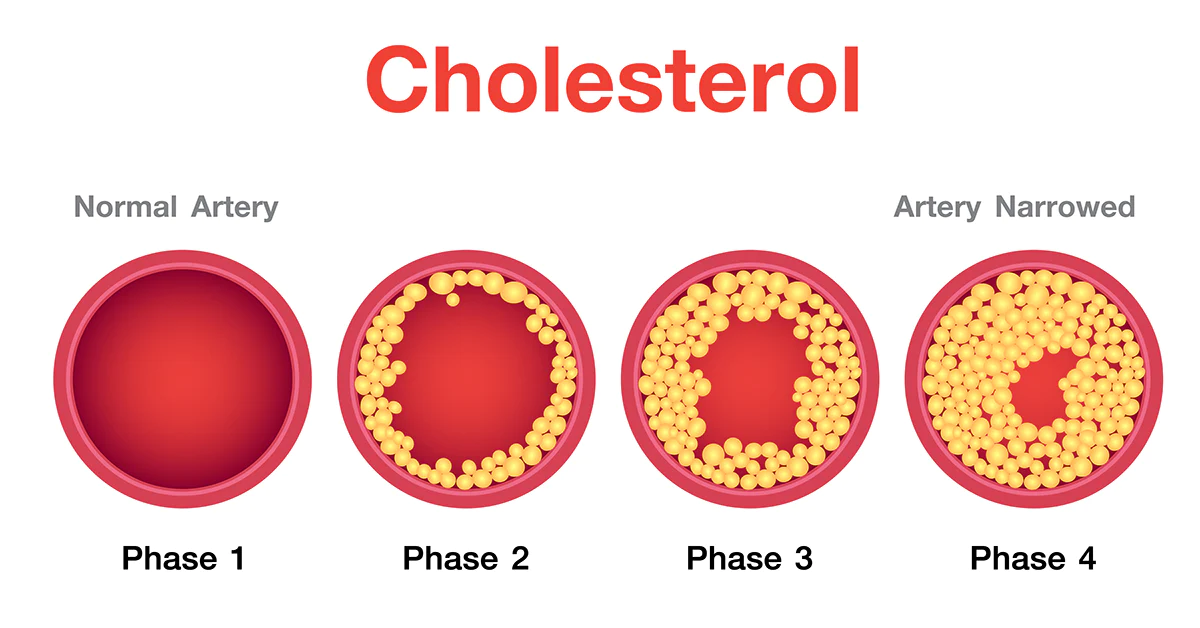 Cholesterol
Normal Artery
Artery Narrowed
Phase 1
Phase 2
Phase 3
Phase 4